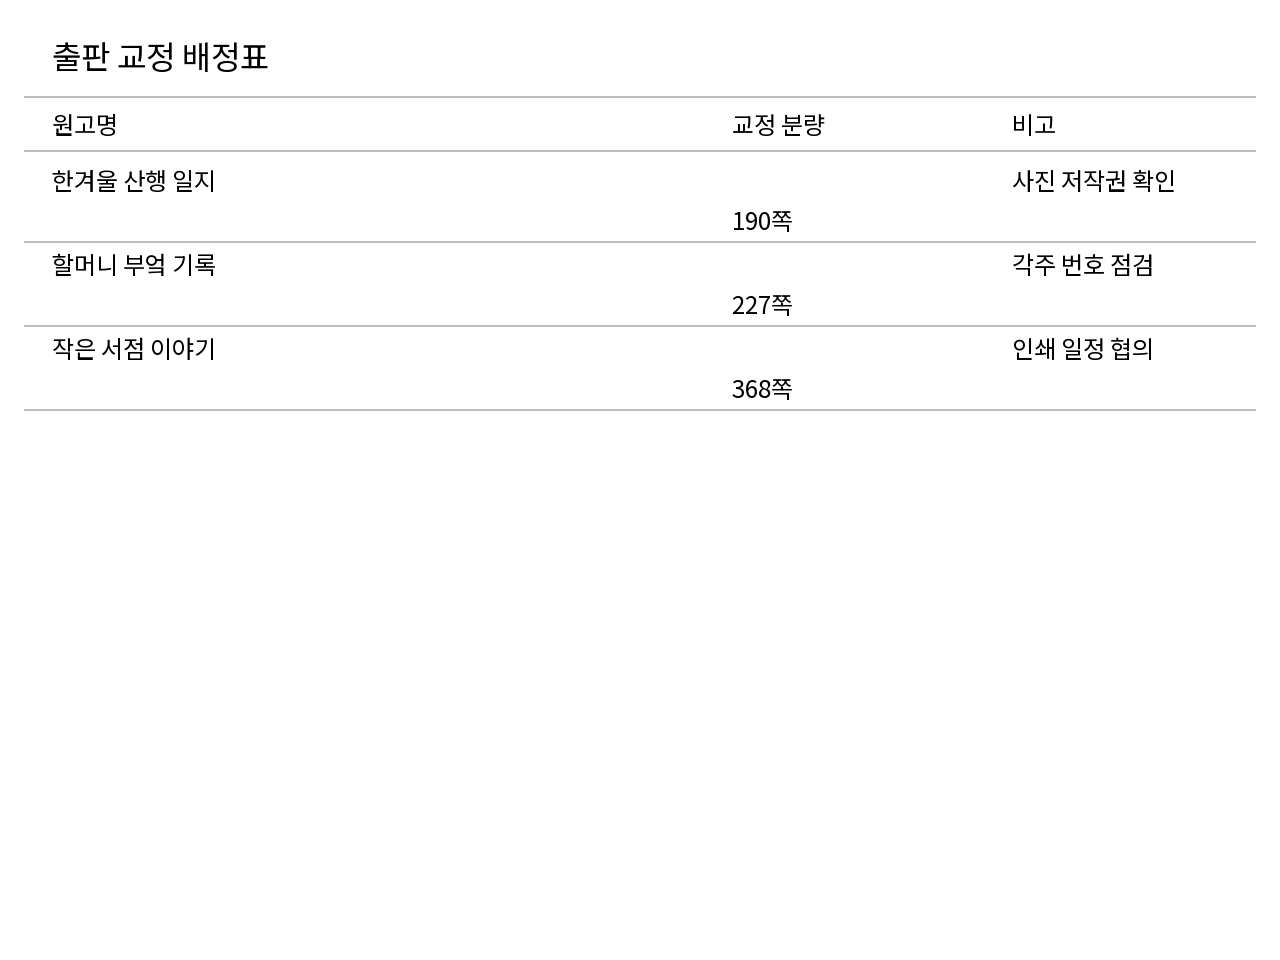 출판 교정 배정표
원고명 교정 분량 비고
한겨울 산행 일지 사진 저작권 확인
190쪽
할머니 부엌 기록 각주 번호 점검
227쪽
작은 서점 이야기 인쇄 일정 협의
368쪽